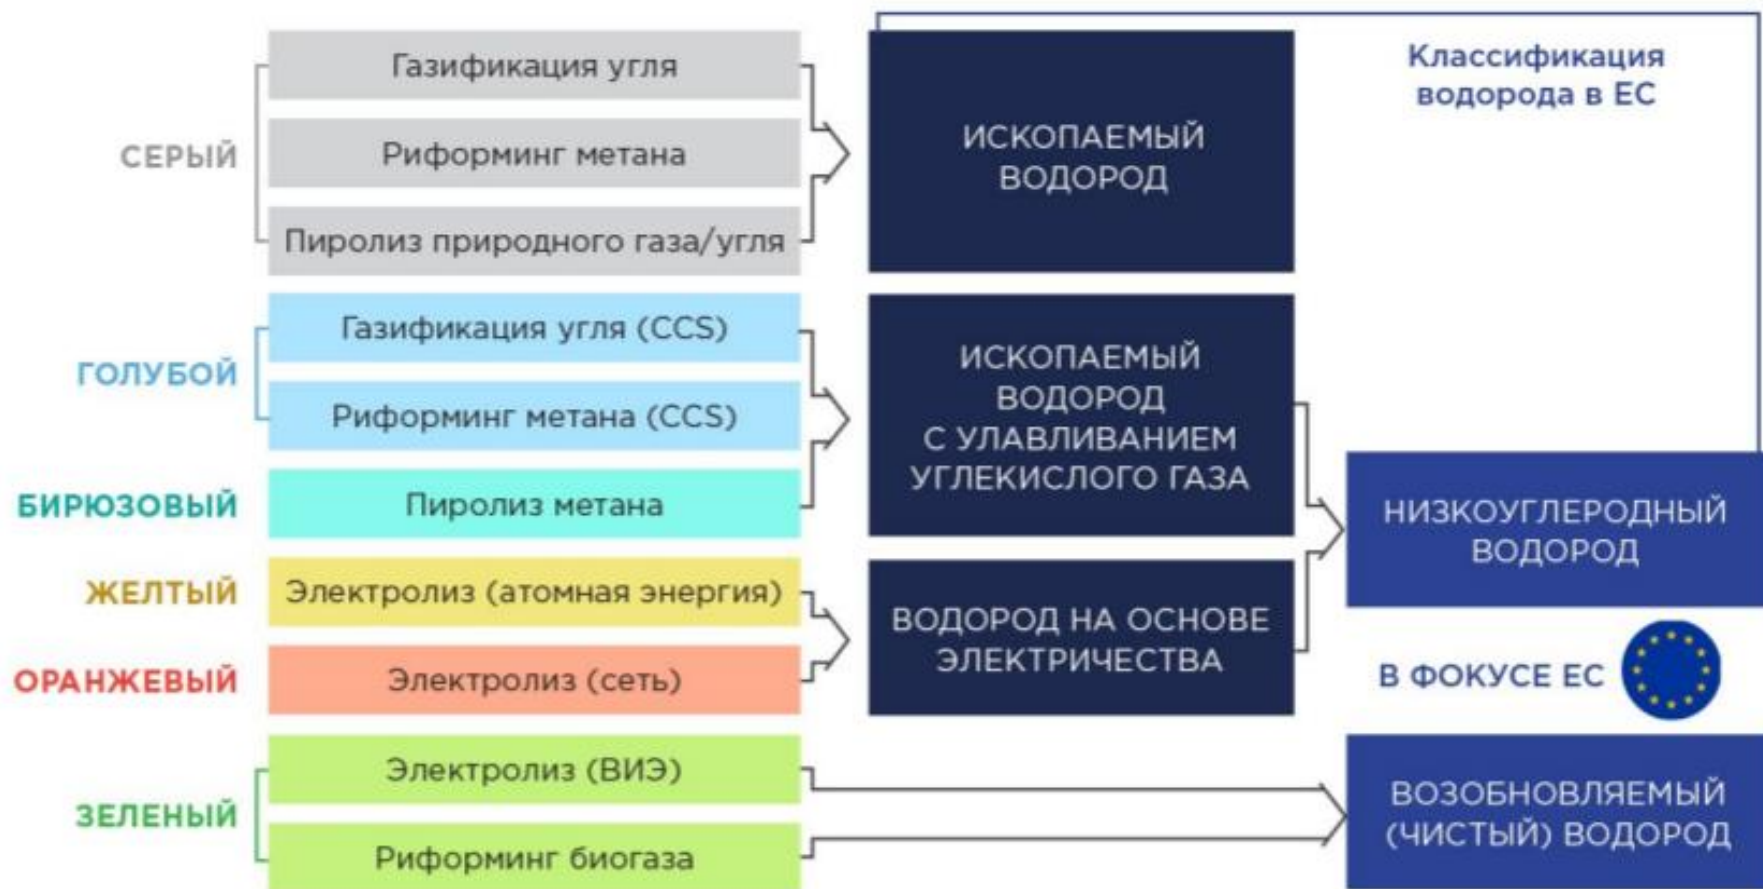 Классификация
водорода в ЕС
СЕРЫЙ
Газификация угля
Риформинг метана
Пиролиз природного газа/угля
ИСКОПАЕМЫЙ
ВОДОРОД
ГОЛУБОЙ
Газификация угля (CCS)
Риформинг метана (CCS)
БИРЮЗОВЫЙ
Пиролиз метана
ИСКОПАЕМЫЙ
ВОДОРОД
С УЛАВЛИВАНИЕМ
УГЛЕКИСЛОГО ГАЗА
ЖЕЛТЫЙ
Электролиз (атомная энергия)
ОРАНЖЕВЫЙ
Электролиз (сеть)
ВОДОРОД НА ОСНОВЕ
ЭЛЕКТРИЧЕСТВА
НИЗКОУГЛЕРОДНЫЙ
ВОДОРОД
В ФОКУСЕ ЕС
ЗЕЛЕНЫЙ
Электролиз (ВИЭ)
Риформинг биогаза
ВОЗОБНОВЛЯЕМЫЙ
(ЧИСТЫЙ) ВОДОРОД